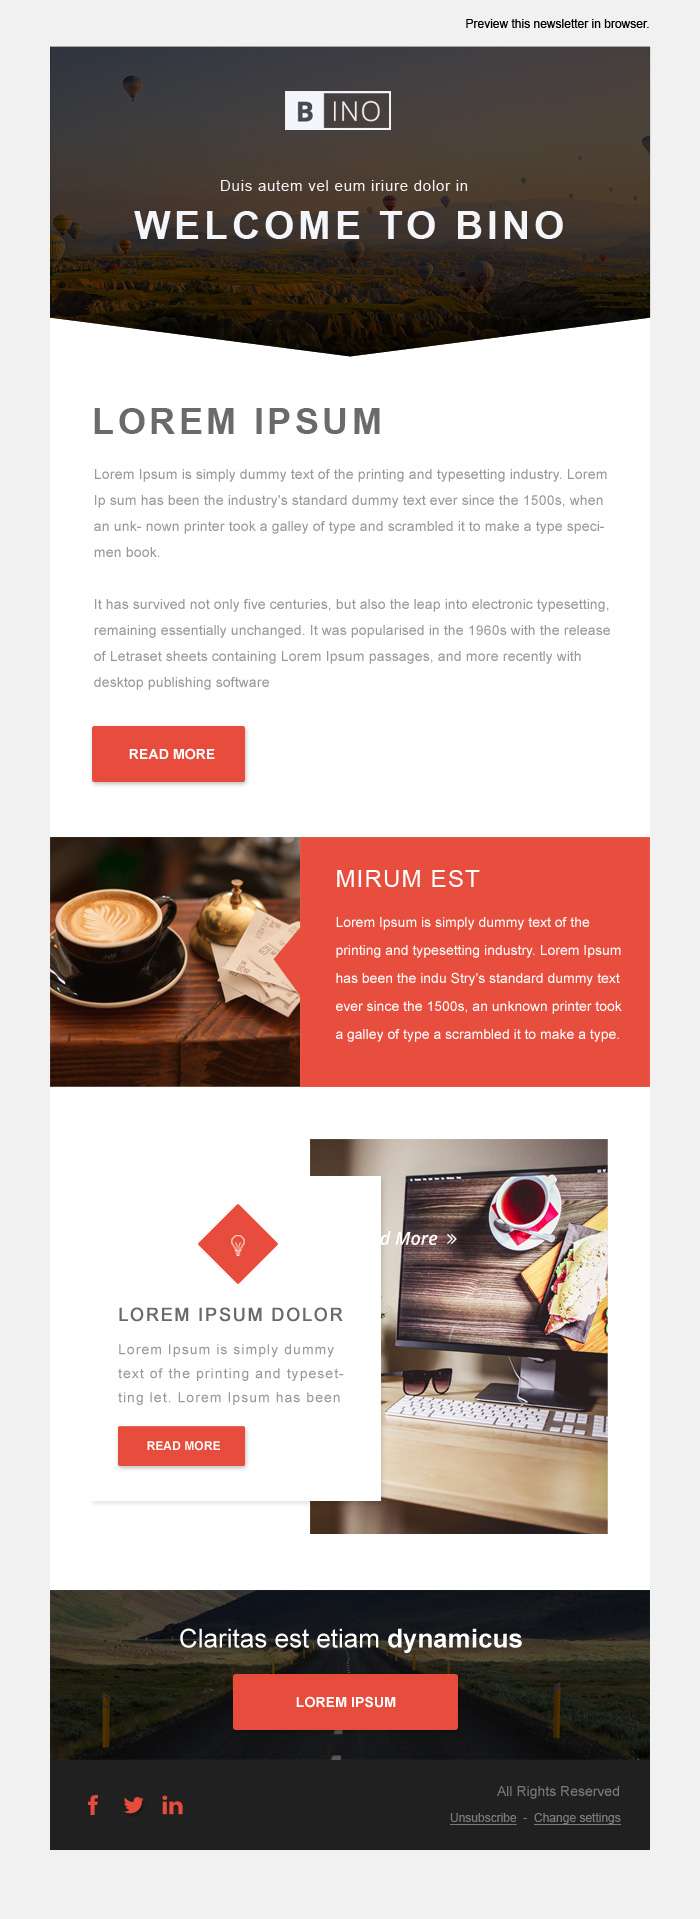 Preview this newsletter in browser.
B INO
Duis autem vel eum iriure dolor in
WELCOME TO BINO
LOREM IPSUM
Lorem Ipsum is simply dummy text of the printing and typesetting industry. Lorem
Ip sum has been the industry's standard dummy text ever since the 1500s, when
an unk- nown printer took a galley of type and scrambled it to make a type speci-
men book.
It has survived not only five centuries, but also the leap into electronic typesetting,
remaining essentially unchanged. It was popularised in the 1960s with the release
of Letraset sheets containing Lorem Ipsum passages, and more recently with
desktop publishing software
READ MORE
MIRUM EST
Lorem Ipsum is simply dummy text of the
printing and typesetting industry. Lorem Ipsum
has been the indu Stry's standard dummy text
ever since the 1500s, an unknown printer took
a galley of type a scrambled it to make a type.
d More »
LOREM IPSUM DOLOR
Lorem Ipsum is simply dummy
text of the printing and typeset-
ting let. Lorem Ipsum has been
READ MORE
Claritas est etiam dynamicus
LOREM IPSUM
All Rights Reserved
Unsubscribe - Change settings